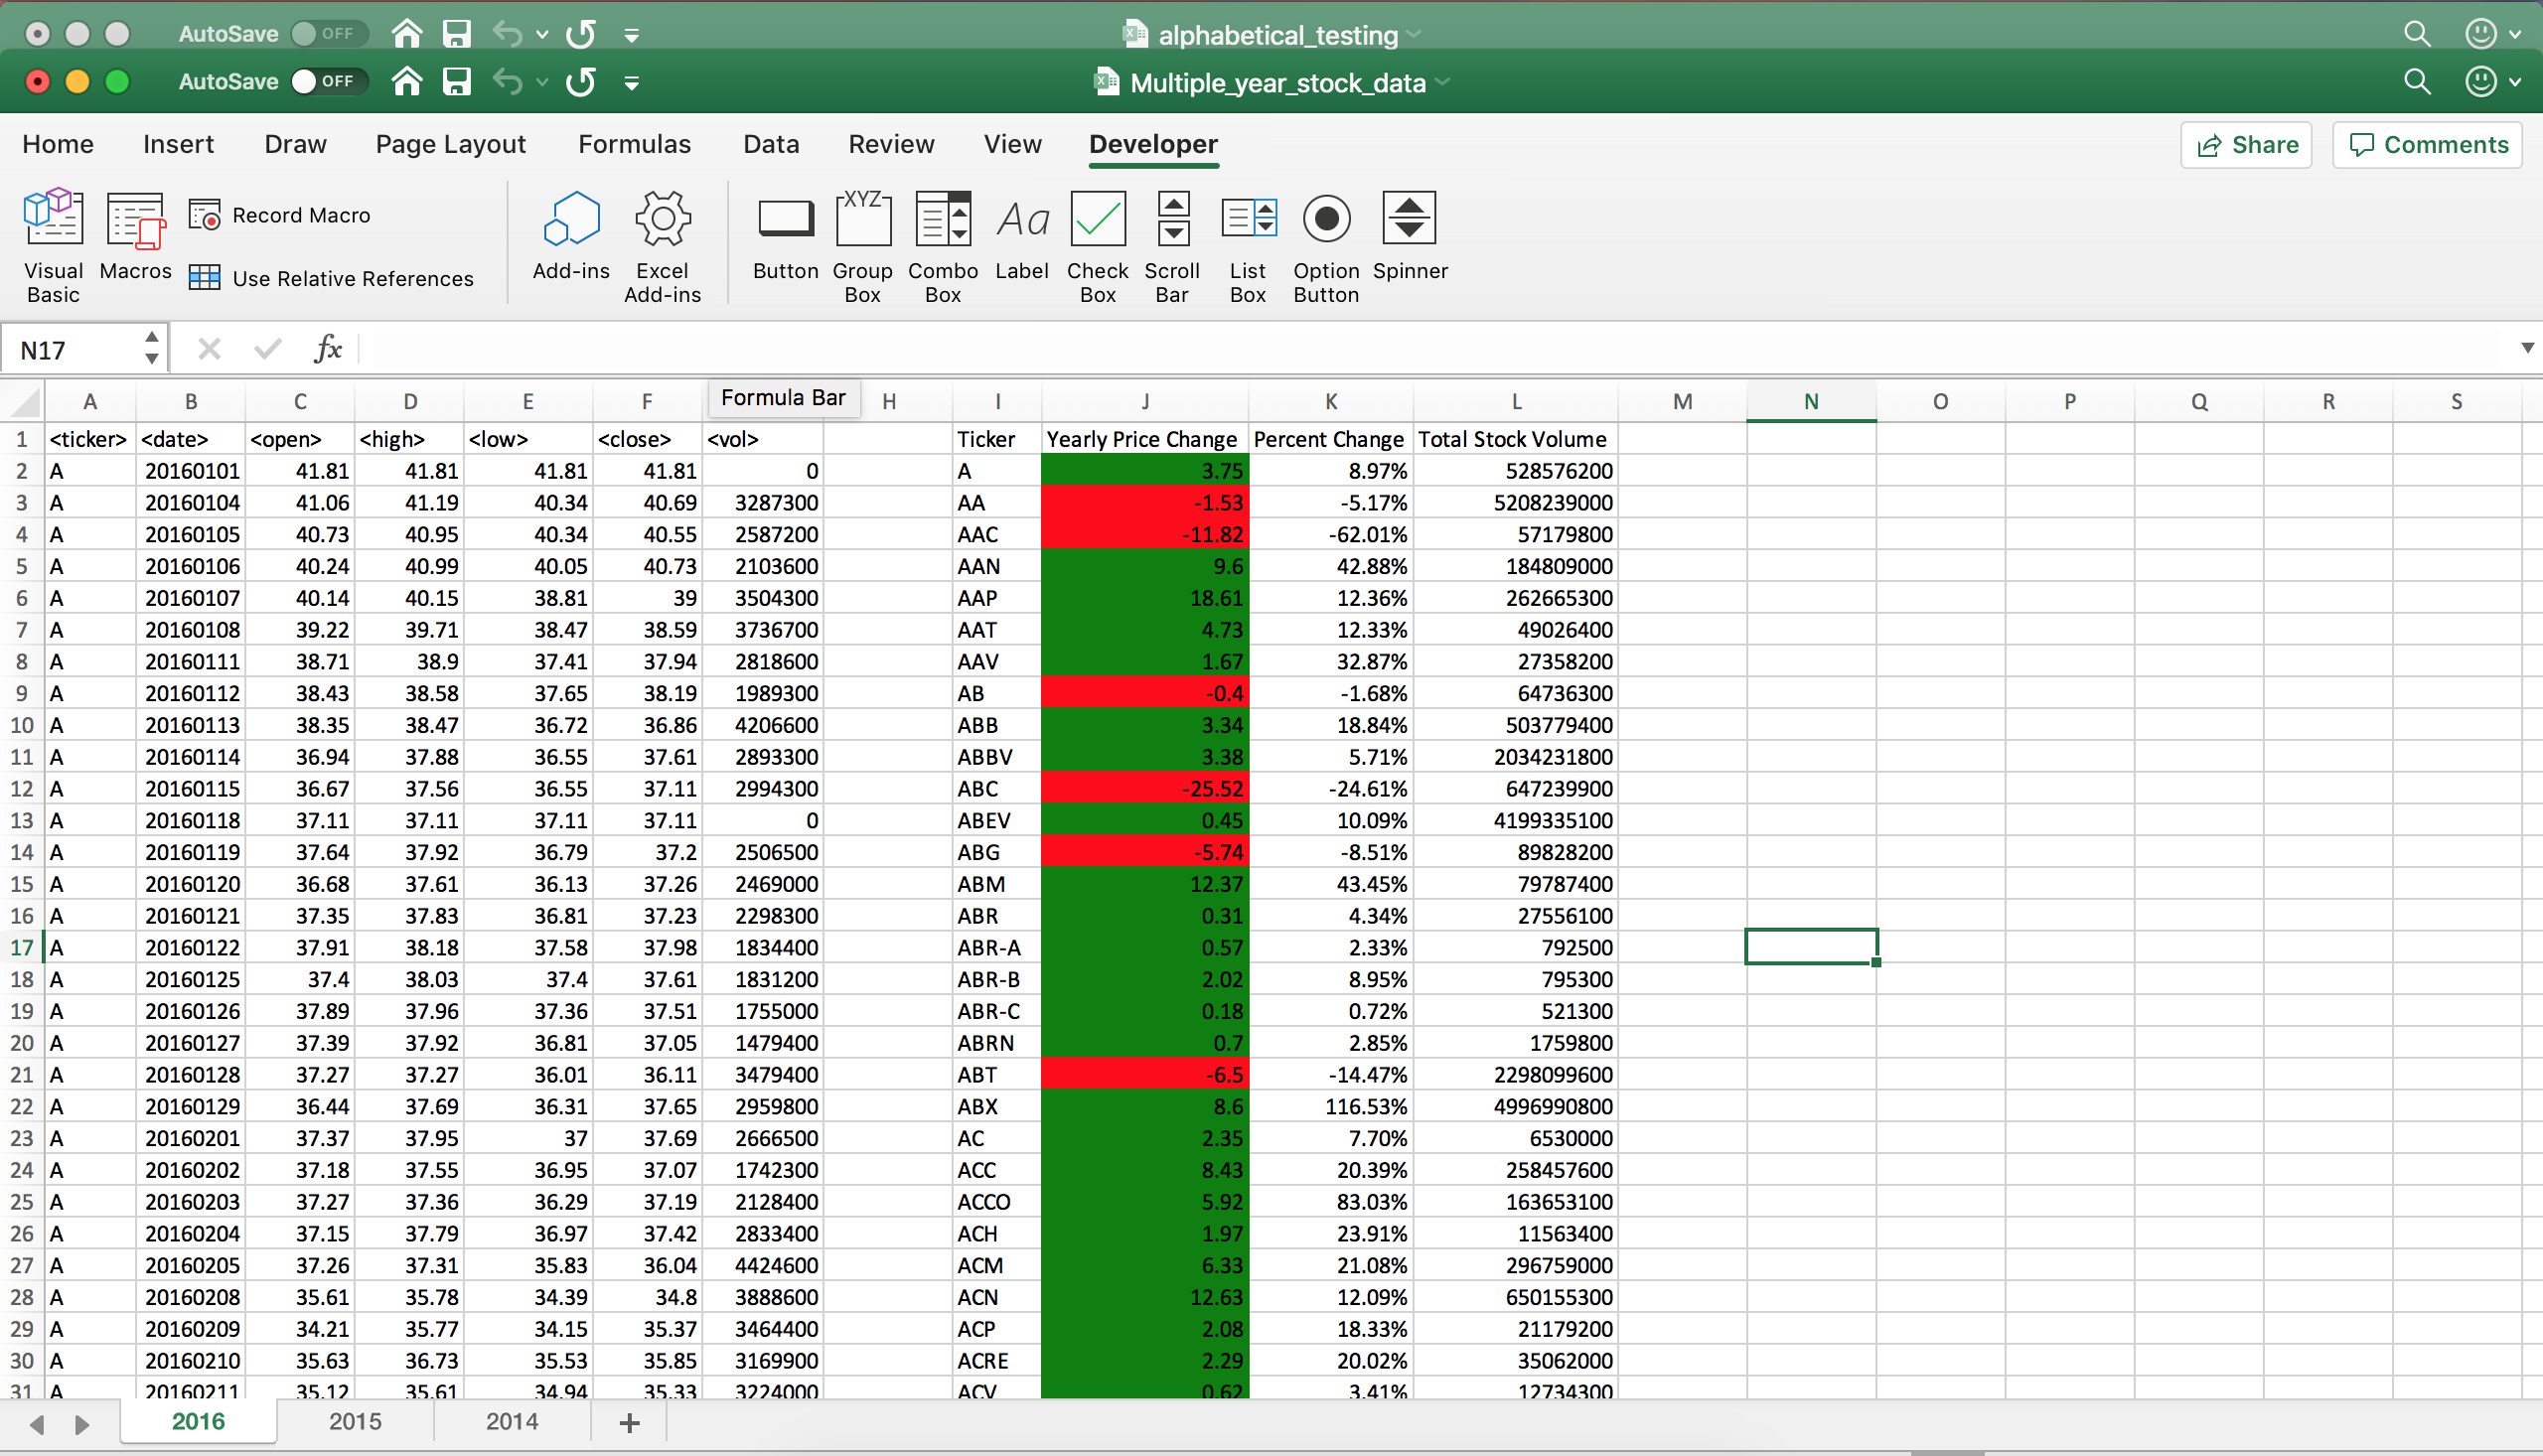 AutoSave OFF alphabetical_testing
AutoSave OFF Multiple_year_stock_data
Home Insert Draw Page Layout Formulas Data Review View Developer Share Comments
Visual Basic Macros Record Macro Use Relative References Add-ins Excel Add-ins Button XYZ Group Box Combo Box Aa Label Check Box Scroll Bar List Box Option Button Spinner
N17 fx
A B C D E F Formula Bar H I J K L M N O P Q R S
1 <ticker> <date> <open> <high> <low> <close> <vol> Ticker Yearly Price Change Percent Change Total Stock Volume
2 A 20160101 41.81 41.81 41.81 41.81 0 A 3.75 8.97% 528576200
3 A 20160104 41.06 41.19 40.34 40.69 3287300 AA -1.53 -5.17% 5208239000
4 A 20160105 40.73 40.95 40.34 40.55 2587200 AAC -11.82 -62.01% 57179800
5 A 20160106 40.24 40.99 40.05 40.73 2103600 AAN 9.6 42.88% 184809000
6 A 20160107 40.14 40.15 38.81 39 3504300 AAP 18.61 12.36% 262665300
7 A 20160108 39.22 39.71 38.47 38.59 3736700 AAT 4.73 12.33% 49026400
8 A 20160111 38.71 38.9 37.41 37.94 2818600 AAV 1.67 32.87% 27358200
9 A 20160112 38.43 38.58 37.65 38.19 1989300 AB -0.4 -1.68% 64736300
10 A 20160113 38.35 38.47 36.72 36.86 4206600 ABB 3.34 18.84% 503779400
11 A 20160114 36.94 37.88 36.55 37.61 2893300 ABBV 3.38 5.71% 2034231800
12 A 20160115 36.67 37.56 36.55 37.11 2994300 ABC -25.52 -24.61% 647239900
13 A 20160118 37.11 37.11 37.11 37.11 0 ABEV 0.45 10.09% 4199335100
14 A 20160119 37.64 37.92 36.79 37.2 2506500 ABG -5.74 -8.51% 89828200
15 A 20160120 36.68 37.61 36.13 37.26 2469000 ABM 12.37 43.45% 79787400
16 A 20160121 37.35 37.83 36.81 37.23 2298300 ABR 0.31 4.34% 27556100
17 A 20160122 37.91 38.18 37.58 37.98 1834400 ABR-A 0.57 2.33% 792500
18 A 20160125 37.4 38.03 37.4 37.61 1831200 ABR-B 2.02 8.95% 795300
19 A 20160126 37.89 37.96 37.36 37.51 1755000 ABR-C 0.18 0.72% 521300
20 A 20160127 37.39 37.92 36.81 37.05 1479400 ABRN 0.7 2.85% 1759800
21 A 20160128 37.27 37.27 36.01 36.11 3479400 ABT -6.5 -14.47% 2298099600
22 A 20160129 36.44 37.69 36.31 37.65 2959800 ABX 8.6 116.53% 4996990800
23 A 20160201 37.37 37.95 37 37.69 2666500 AC 2.35 7.70% 6530000
24 A 20160202 37.18 37.55 36.95 37.07 1742300 ACC 8.43 20.39% 258457600
25 A 20160203 37.27 37.36 36.29 37.19 2128400 ACCO 5.92 83.03% 163653100
26 A 20160204 37.15 37.79 36.97 37.42 2833400 ACH 1.97 23.91% 11563400
27 A 20160205 37.26 37.31 35.83 36.04 4424600 ACM 6.33 21.08% 296759000
28 A 20160208 35.61 35.78 34.39 34.8 3888600 ACN 12.63 12.09% 650155300
29 A 20160209 34.21 35.77 34.15 35.37 3464400 ACP 2.08 18.33% 21179200
30 A 20160210 35.63 36.73 35.53 35.85 3169900 ACRE 2.29 20.02% 35062000
31 A 20160211 35.12 35.61 34.94 35.33 3224000 ACV 0.62 3.41% 12734300
2016 2015 2014 +